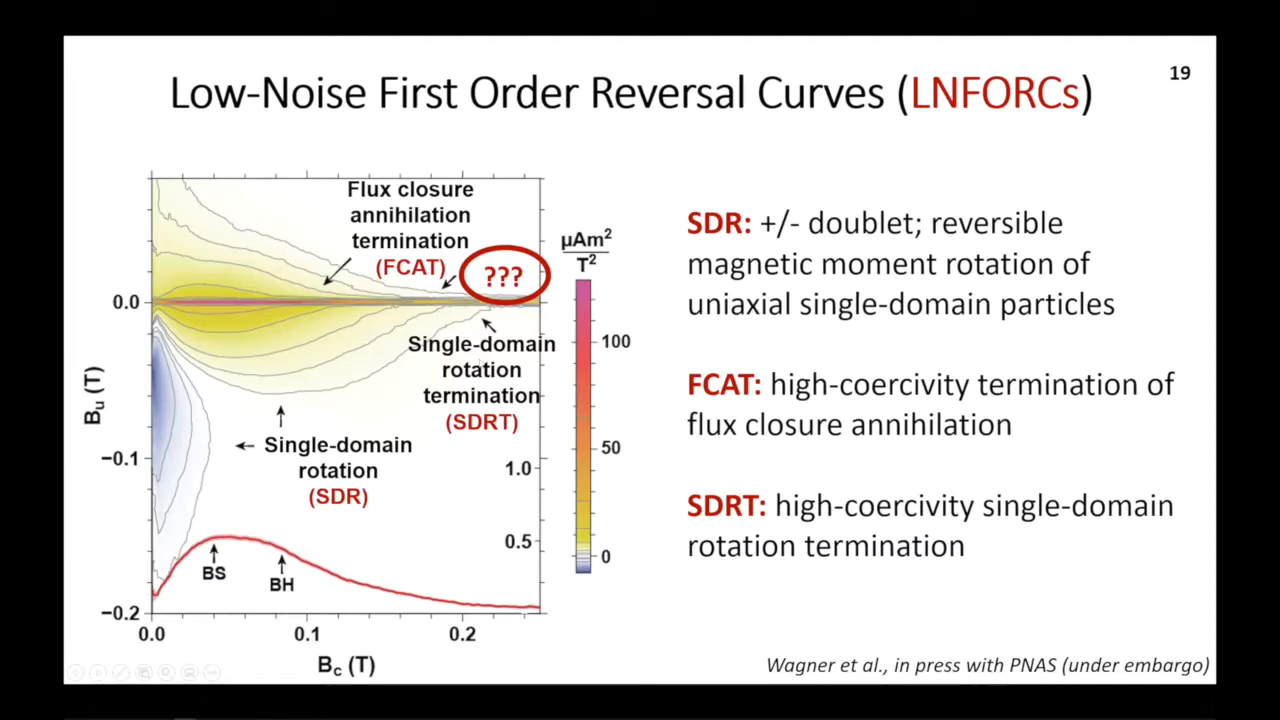 19
Low-Noise First Order Reversal Curves (LNFORCs)
Flux closure
annihilation
termination
(FCAT)
???
µAm²
T²
0.0
−0.1
−0.2
Bu (T)
Single-domain
rotation
termination
(SDRT)
Single-domain
rotation
(SDR)
BS
BH
1.0
0.5
100
50
0
0.0
0.1
0.2
Bc (T)
SDR: +/- doublet; reversible
magnetic moment rotation of
uniaxial single-domain particles
FCAT: high-coercivity termination of
flux closure annihilation
SDRT: high-coercivity single-domain
rotation termination
Wagner et al., in press with PNAS (under embargo)